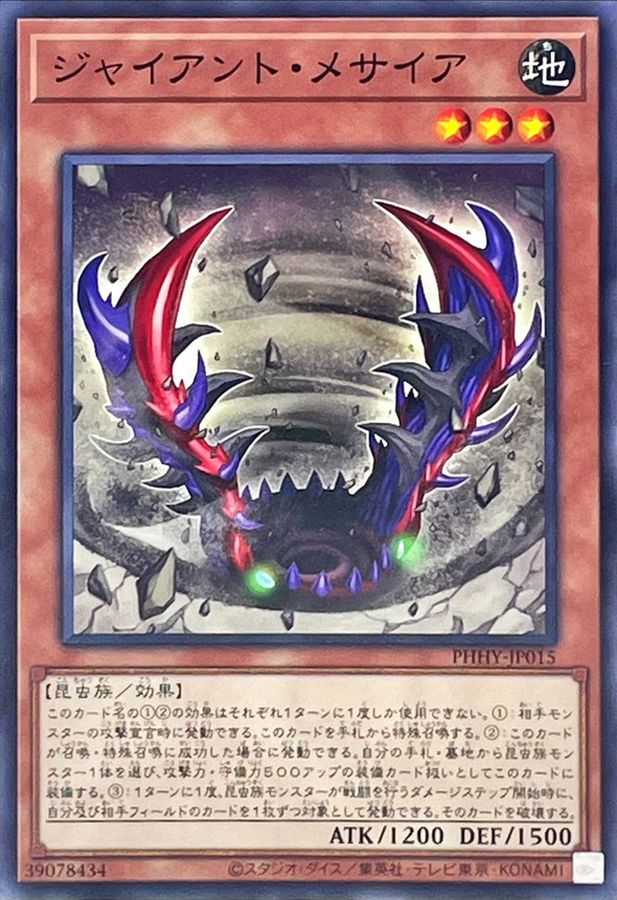 ジャイアント・メサイア
地
PHHY-JP015
【昆虫族／効果】
このカード名の①②の効果はそれぞれ１ターンに１度しか使用できない。①：相手モン
スターの攻撃宣言時に発動できる。このカードを手札から特殊召喚する。②：このカード
が召喚・特殊召喚に成功した場合に発動できる。自分の手札・墓地から昆虫族モン
スター１体を選び、攻撃力・守備力５００アップの装備カード扱いとしてこのカードに
装備する。③：１ターンに１度、昆虫族モンスターが戦闘を行うダメージステップ開始時に、
自分及び相手フィールドのカードを１枚ずつ対象として発動できる。そのカードを破壊する。
ATK/1200 DEF/1500
39078434 ©スタジオ・ダイス／集英社・テレビ東京・KONAMI